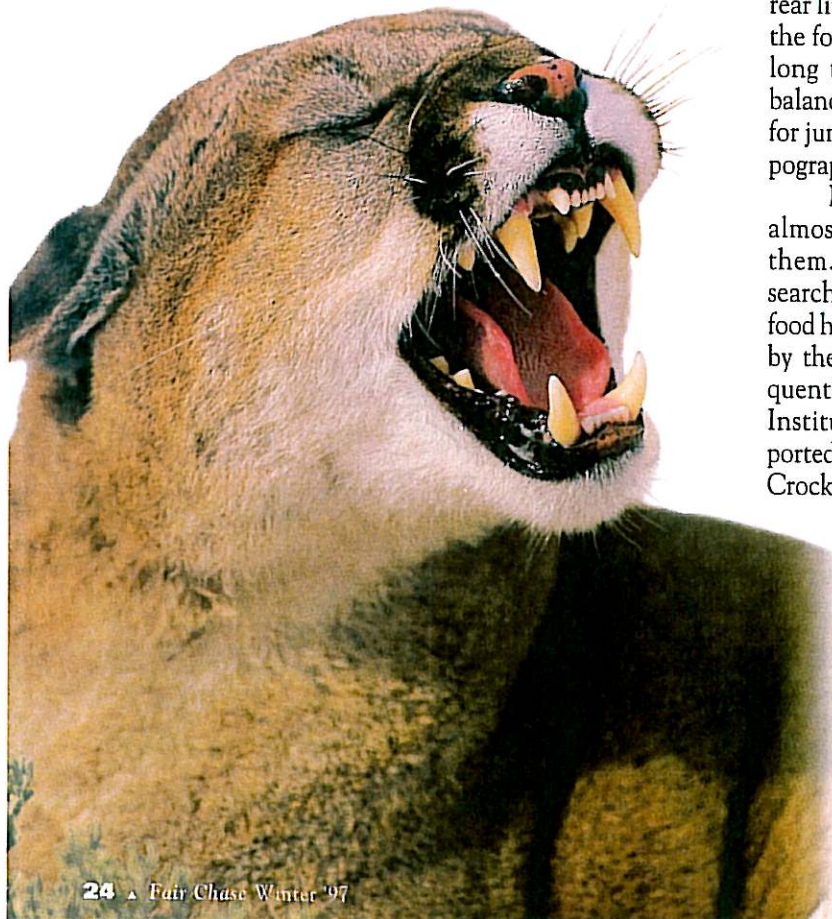 rear li
the fo
long t
balanc
for jur
pograp
almos
them.
search
food h
by the
quent
Institu
ported
Crock
24 ▲ Fair Chase Winter '97